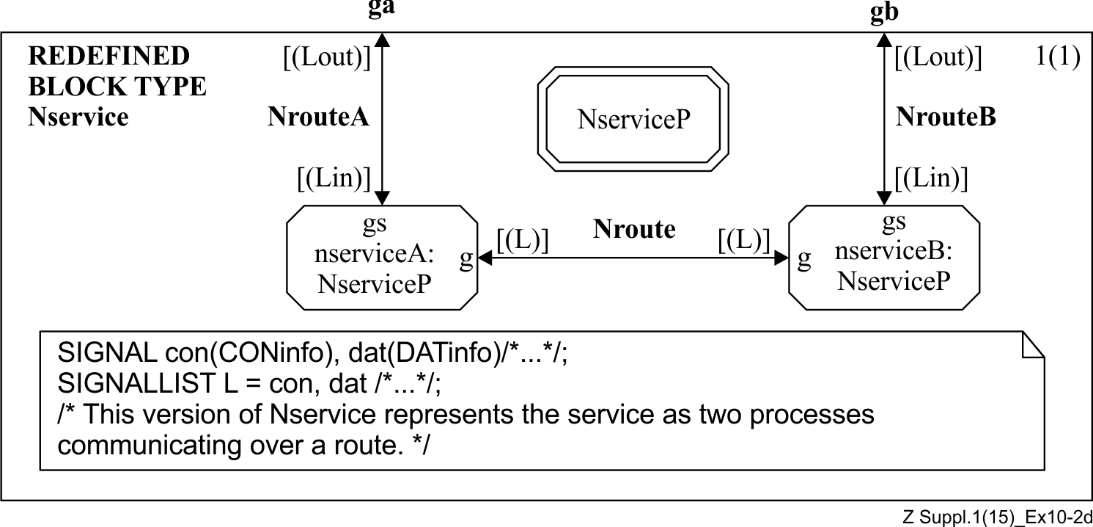 ga
gb
REDEFINED
BLOCK TYPE
Nservice
[(Lout)]
[(Lout)]
1(1)
NrouteA
NserviceP
NrouteB
[(Lin)]
[(Lin)]
gs
nserviceA:
NserviceP
g
[(L)]
Nroute
[(L)]
g
gs
nserviceB:
NserviceP
SIGNAL con(CONinfo), dat(DATinfo)/*...*/;
SIGNALLIST L = con, dat /*...*/;
/* This version of Nservice represents the service as two processes
communicating over a route. */
Z Suppl.1(15)_Ex10-2d